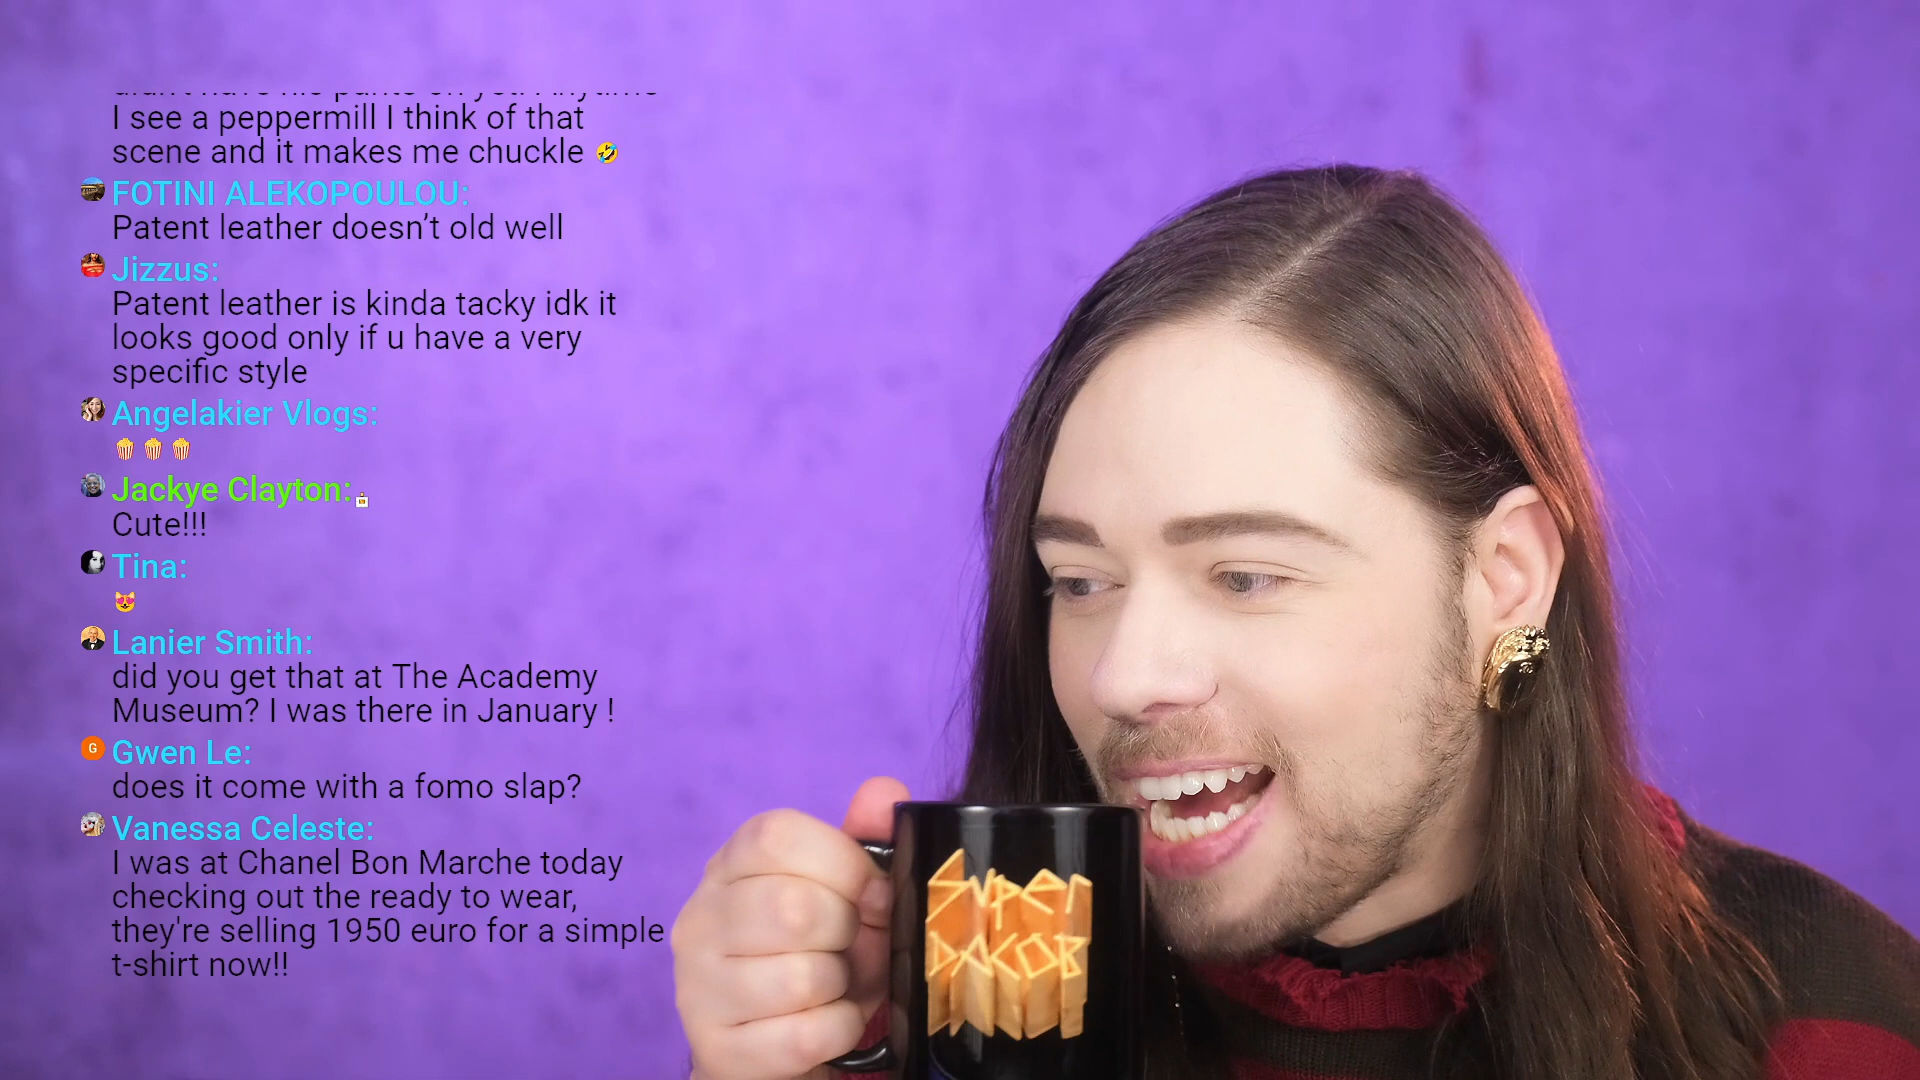 I see a peppermill I think of that
scene and it makes me chuckle 🤣
FOTINI ALEKOPOULOU:
Patent leather doesn’t old well
Jizzus:
Patent leather is kinda tacky idk it
looks good only if u have a very
specific style
Angelakier Vlogs:
🍿🍿🍿
Jackye Clayton:
Cute!!!
Tina:
😻
Lanier Smith:
did you get that at The Academy
Museum? I was there in January !
G Gwen Le:
does it come with a fomo slap?
Vanessa Celeste:
I was at Chanel Bon Marche today
checking out the ready to wear,
they're selling 1950 euro for a simple
t-shirt now!!
Super
DACOB